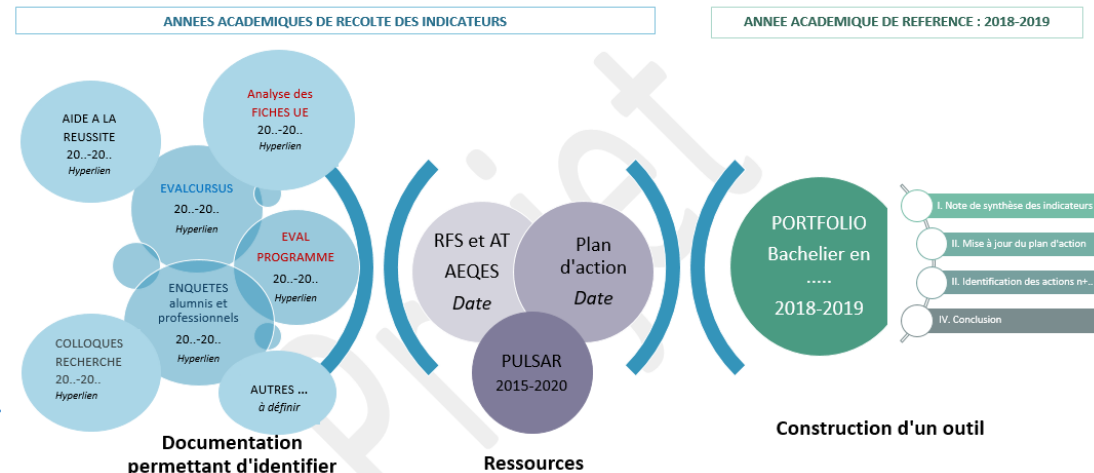 ANNEES ACADEMIQUES DE RECOLTE DES INDICATEURS
ANNEE ACADEMIQUE DE REFERENCE : 2018-2019
AIDE A LA
REUSSITE
20..-20..
Hyperlien
Analyse des
FICHES UE
20..-20..
Hyperlien
EVALCURSUS
20..-20..
Hyperlien
EVAL
PROGRAMME
20..-20..
Hyperlien
ENQUETES
alumnis et
professionnels
20..-20..
Hyperlien
COLLOQUES
RECHERCHE
20..-20..
Hyperlien
AUTRES ...
à définir
Documentation
permettant d'identifier
RFS et AT
AEQES
Date
Plan
d'action
Date
PULSAR
2015-2020
Ressources
PORTFOLIO
Bachelier en
.....
2018-2019
I. Note de synthèse des indicateurs
II. Mise à jour du plan d'action
II. Identification des actions n+..
IV. Conclusion
Construction d'un outil
Projet